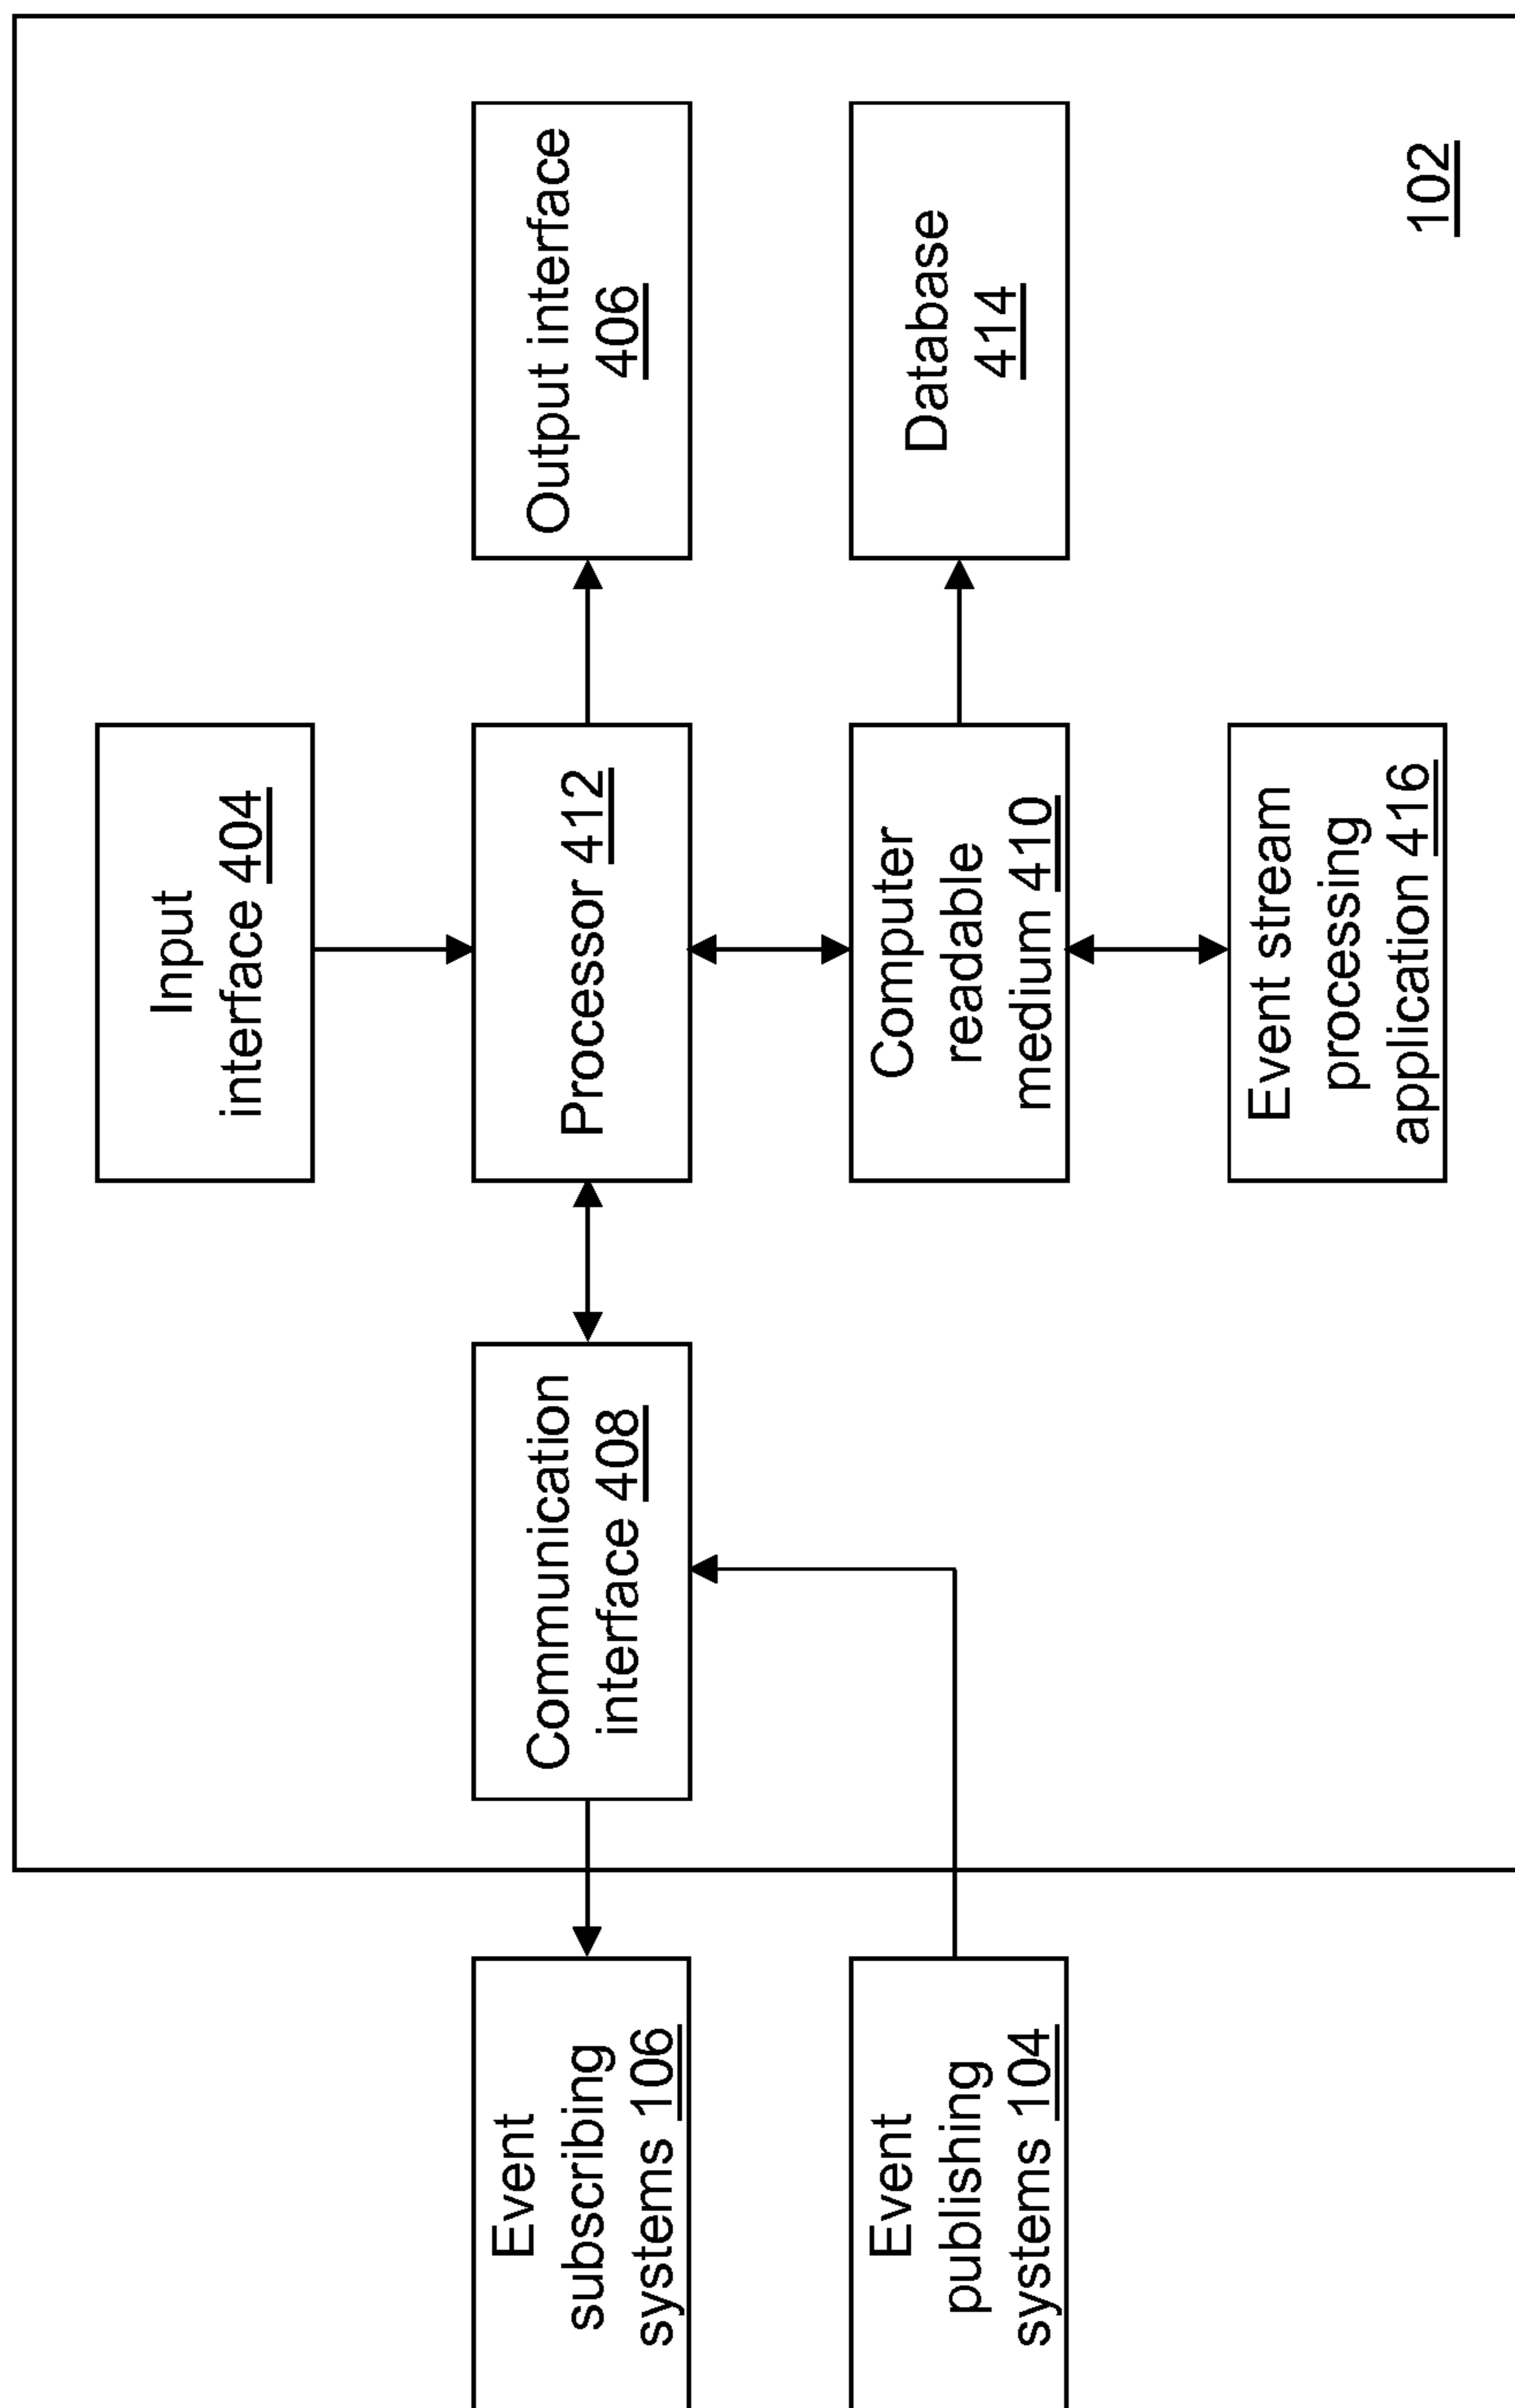 Input
interface 404
Event
subscribing
systems 106
Communication
interface 408
Processor 412
Output interface
406
Event
publishing
systems 104
Computer
readable
medium 410
Database
414
Event stream
processing
application 416
102